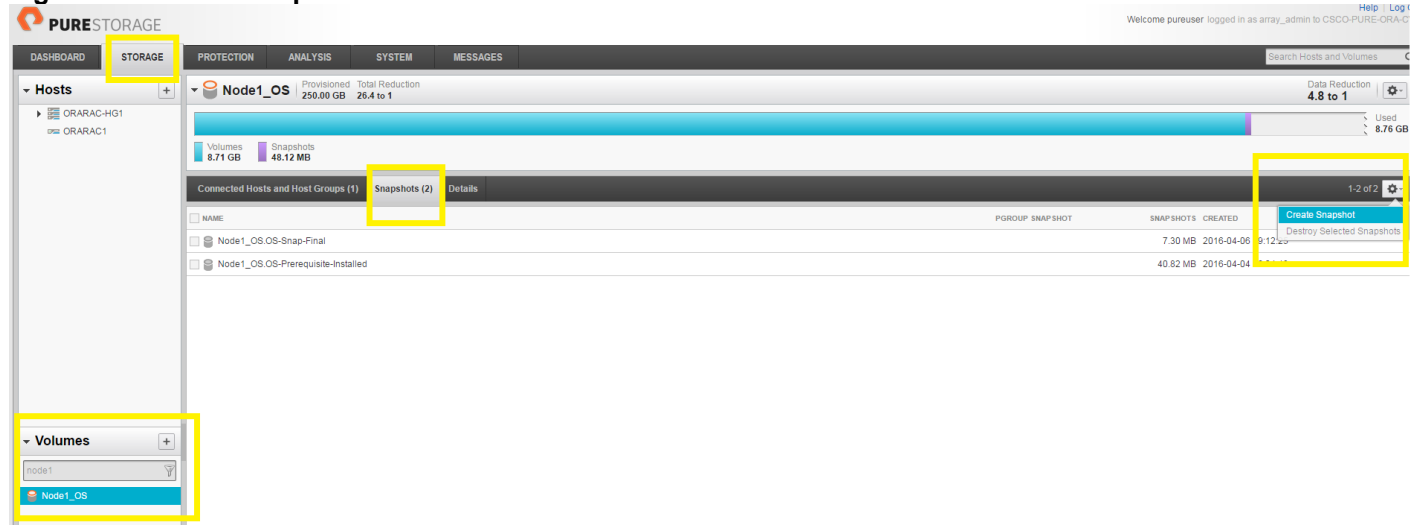 PURESTORAGE
Help | Log
Welcome pureuser logged in as array_admin to CSCO-PURE-ORA-C
DASHBOARD STORAGE PROTECTION ANALYSIS SYSTEM MESSAGES Search Hosts and Volumes
Hosts +
ORARAC-HG1
ORARAC1
Node1_OS Provisioned 250.00 GB Total Reduction 26.4 to 1 Data Reduction 4.8 to 1
Used
8.76 GB
Volumes 8.71 GB Snapshots 48.12 MB
Connected Hosts and Host Groups (1) Snapshots (2) Details 1-2 of 2
Create Snapshot
Destroy Selected Snapshots
NAME PGROUP SNAPSHOT SNAPSHOTS CREATED
Node1_OS.OS-Snap-Final 7.30 MB 2016-04-06
Node1_OS.OS-Prerequisite-Installed 40.82 MB 2016-04-04
Volumes +
node1
Node1_OS